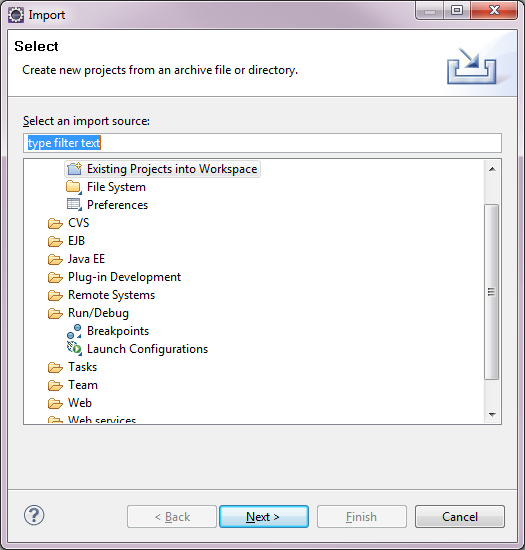 Import
Select
Create new projects from an archive file or directory.
Select an import source:
type filter text
Existing Projects into Workspace
File System
Preferences
CVS
EJB
Java EE
Plug-in Development
Remote Systems
Run/Debug
Breakpoints
Launch Configurations
Tasks
Team
Web
Web services
? < Back Next > Finish Cancel